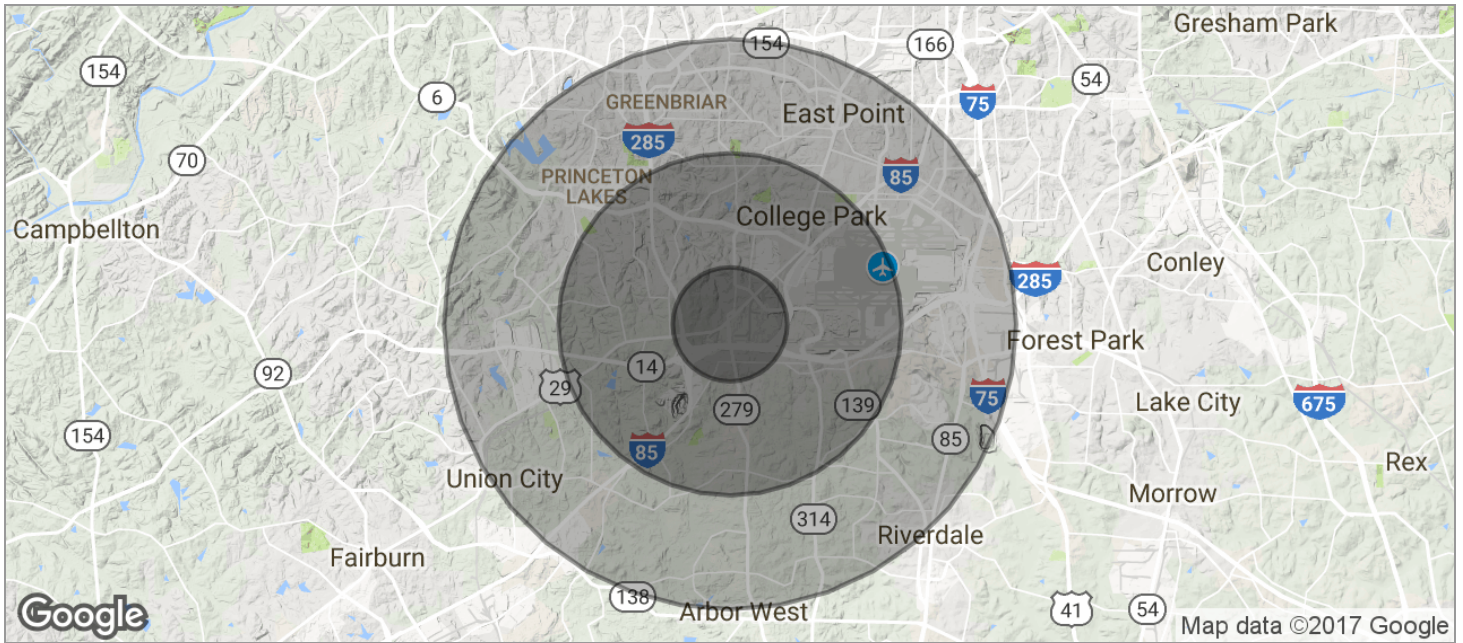 Gresham Park
154
166
154
54
6
75
GREENBRIAR
East Point
285
70
85
PRINCETON
LAKES
College Park
Campbellton
Conley
285
Forest Park
14
92
29
75
279
139
Lake City
675
154
85
85
Rex
Union City
Morrow
314
Riverdale
Fairburn
138
Arbor West
41
54
Google
Map data ©2017 Google